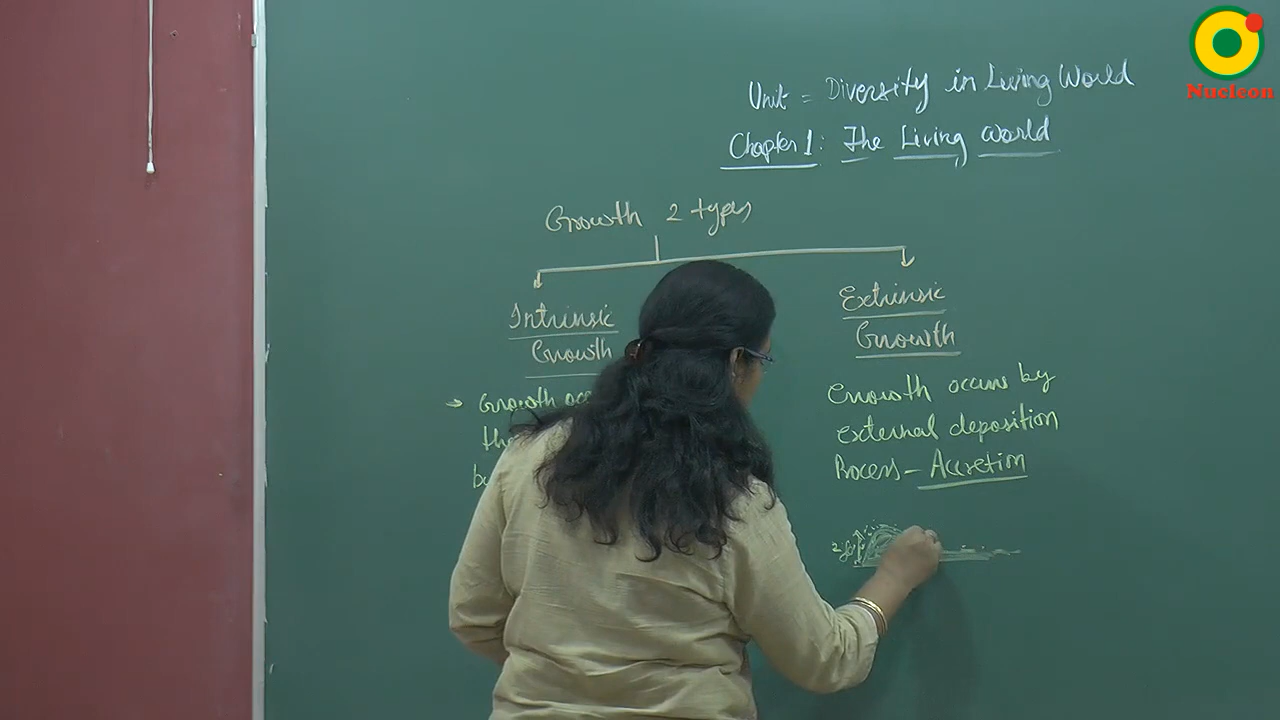 Nucleon
Unit = Diversity in Living World
Chapter 1: The Living World
Growth 2 types
Intrinsic
Growth
Extrinsic
Growth
→ Growth
Growth occurs by
External deposition
Process - Accretion